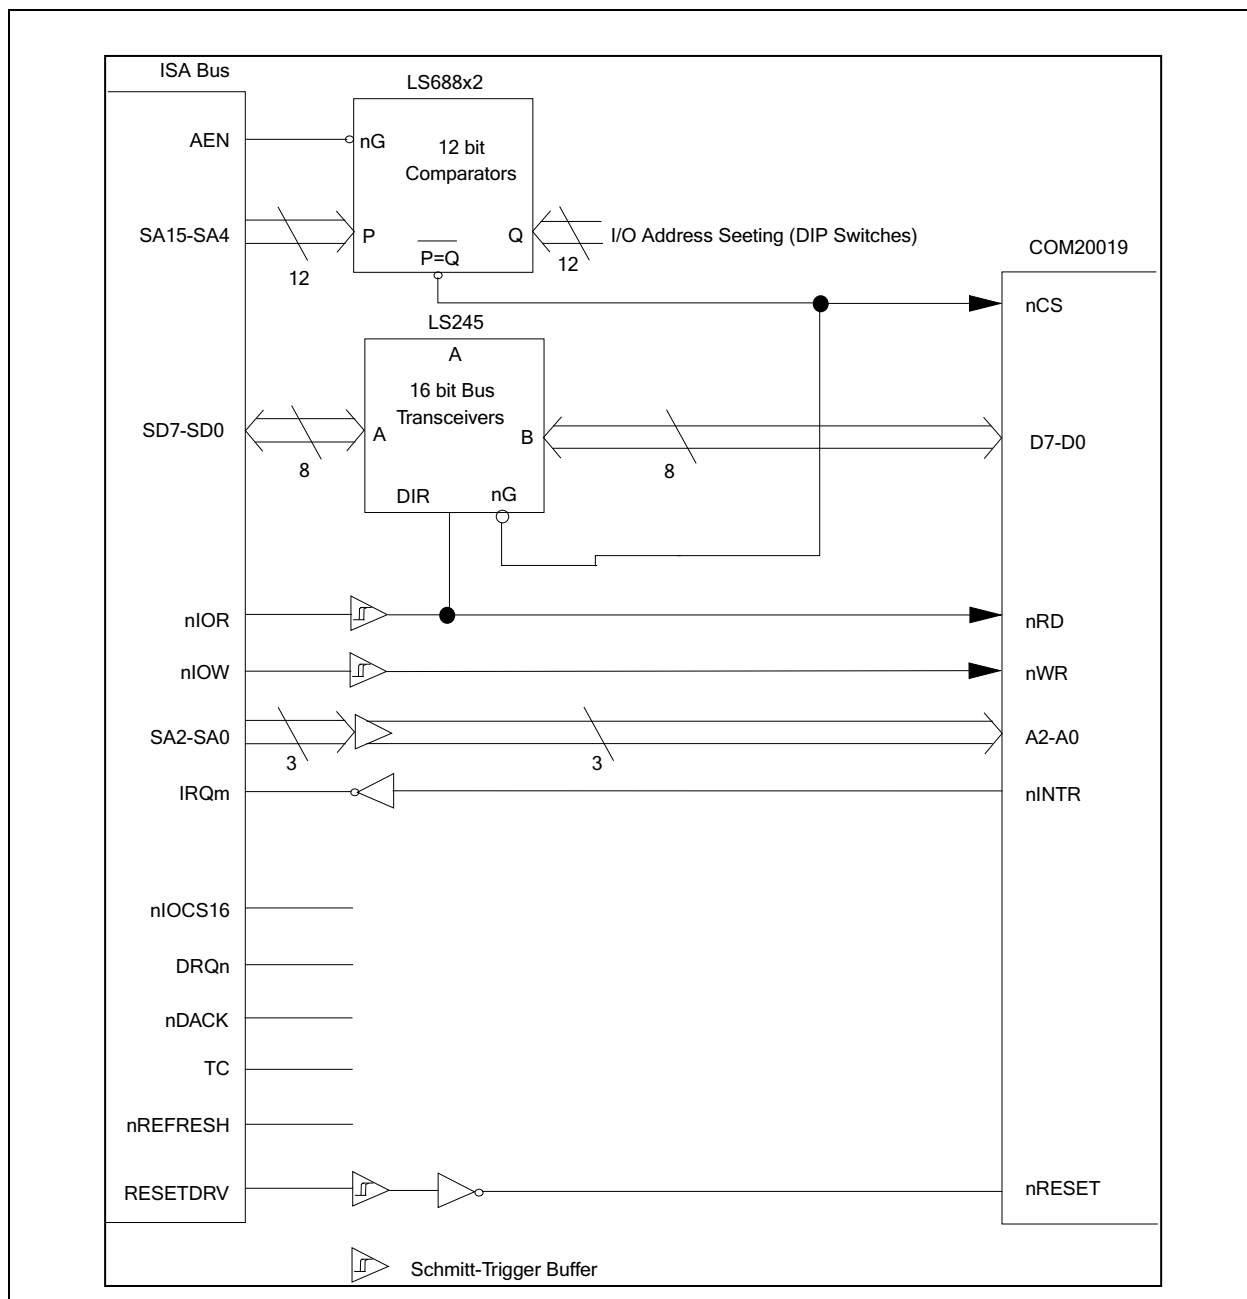 ISA Bus
LS688x2
AEN
nG
12 bit
Comparators
SA15-SA4
12
P
P=Q
Q
12
I/O Address Seeting (DIP Switches)
COM20019
nCS
LS245
A
16 bit Bus
Transceivers
SD7-SD0
8
A
B
8
D7-D0
DIR
nG
nIOR
nRD
nIOW
nWR
SA2-SA0
3
3
A2-A0
IRQm
nINTR
nIOCS16
DRQn
nDACK
TC
nREFRESH
RESETDRV
nRESET
Schmitt-Trigger Buffer